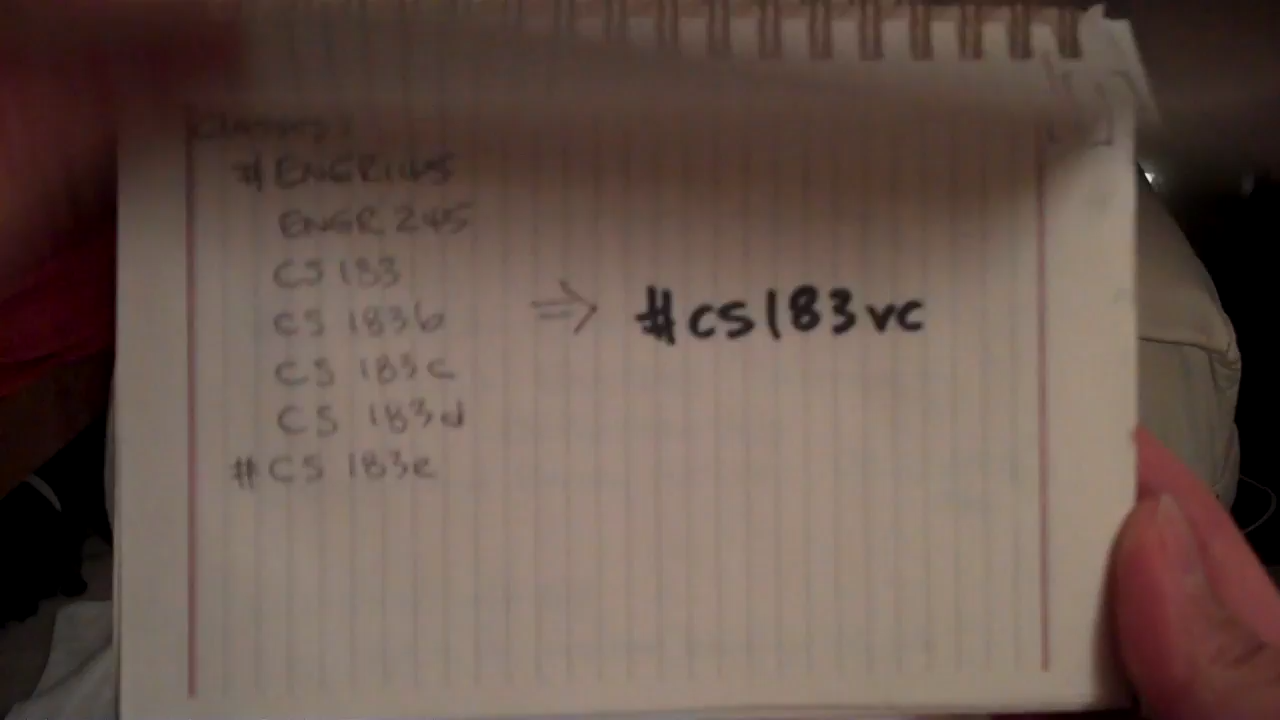 #ENGR145
ENGR 245
CS 183
CS 183b
CS 183c
CS 183d
#CS 183e
⇒ #cs183vc